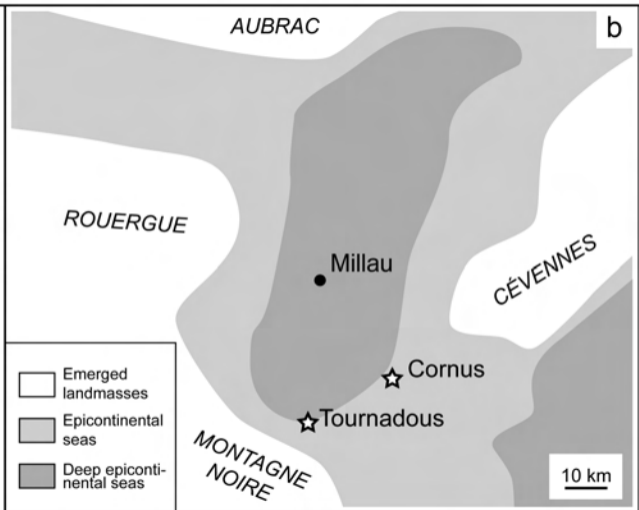 AUBRAC
b
ROUERGUE
Millau
CÉVENNES
Cornus
Tournadous
MONTAGNE
NOIRE
Emerged
landmasses
Epicontinental
seas
Deep epiconti-
nental seas
10 km